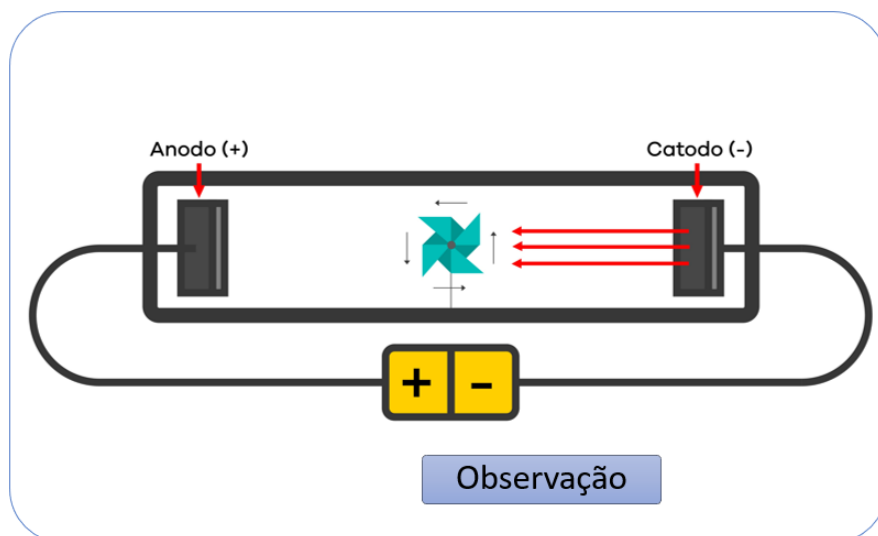 Anodo (+)
Catodo (-)
+ -
Observação